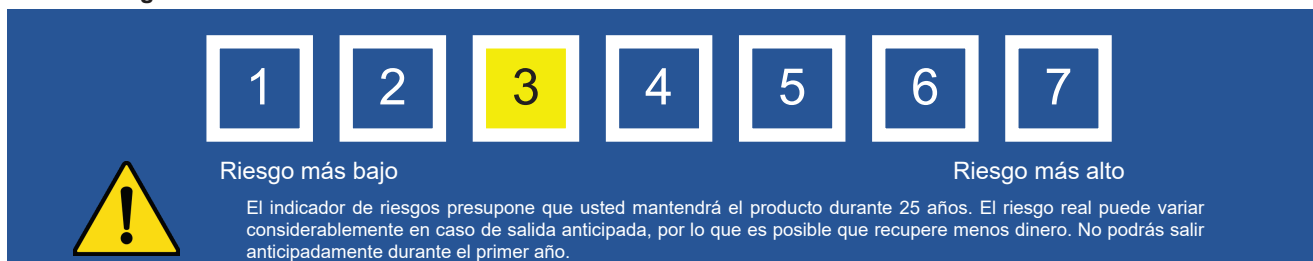 1 2 3 4 5 6 7
Riesgo más bajo Riesgo más alto
El indicador de riesgos presupone que usted mantendrá el producto durante 25 años. El riesgo real puede variar
considerablemente en caso de salida anticipada, por lo que es posible que recupere menos dinero. No podrás salir
anticipadamente durante el primer año.